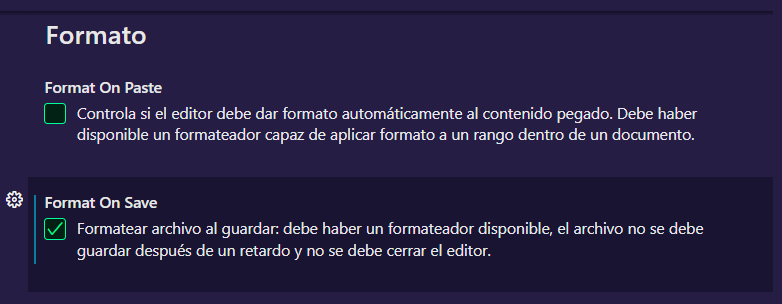 Formato
Format On Paste
Controla si el editor debe dar formato automáticamente al contenido pegado. Debe haber
disponible un formateador capaz de aplicar formato a un rango dentro de un documento.
Format On Save
Formatear archivo al guardar: debe haber un formateador disponible, el archivo no se debe
guardar después de un retardo y no se debe cerrar el editor.